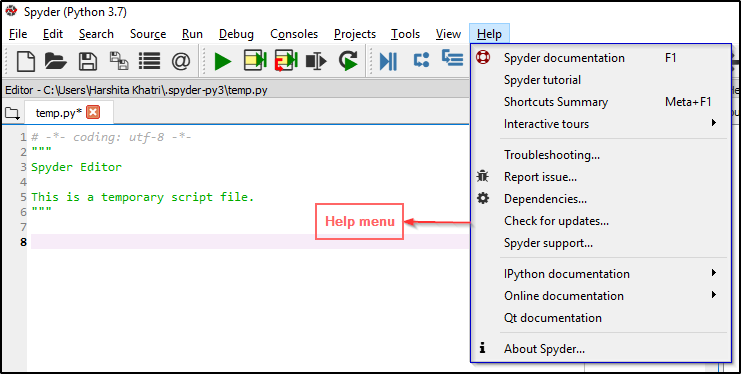 Spyder (Python 3.7)
File Edit Search Source Run Debug Consoles Projects Tools View Help
Editor - C:\Users\Harshita Khatri\.spyder-py3\temp.py
temp.py*
1 # -*- coding: utf-8 -*-
2 """
3 Spyder Editor
4
5 This is a temporary script file.
6 """
7
8
Help menu
Spyder documentation F1
Spyder tutorial
Shortcuts Summary Meta+F1
Interactive tours
Troubleshooting...
Report issue...
Dependencies...
Check for updates...
Spyder support...
IPython documentation
Online documentation
Qt documentation
About Spyder...